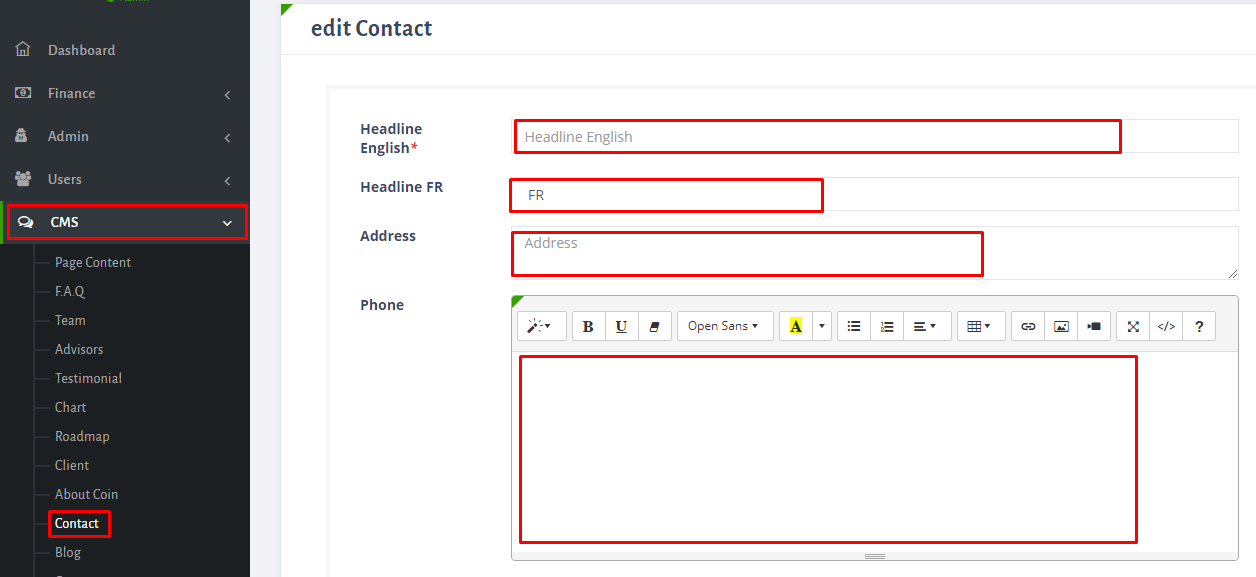 edit Contact
Dashboard
Finance
Admin
Users
CMS
Page Content
F.A.Q
Team
Advisors
Testimonial
Chart
Roadmap
Client
About Coin
Contact
Blog
Headline
English*
Headline English
Headline FR
FR
Address
Address
Phone
B U Open Sans A </> ?